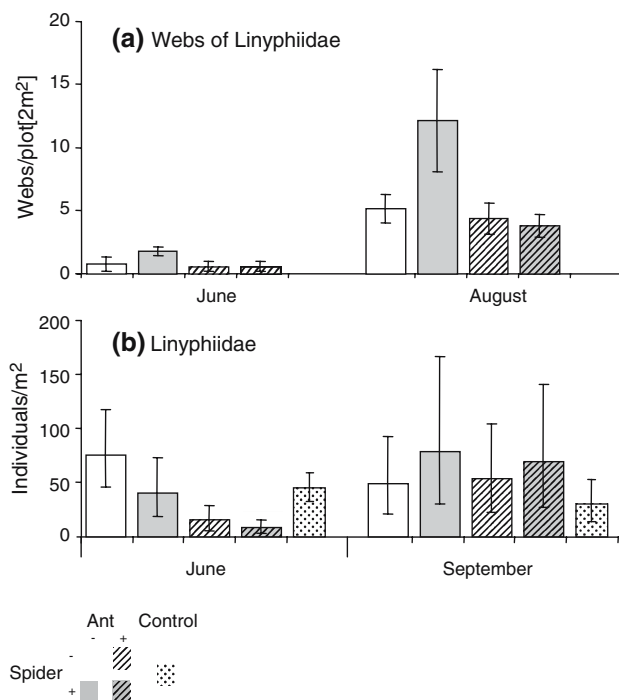 (a) Webs of Linyphiidae
Webs/plot[2m²]
20
15
10
5
0
June August
(b) Linyphiidae
Individuals/m²
200
150
100
50
0
June September
Ant Control
- +
Spider
-
+